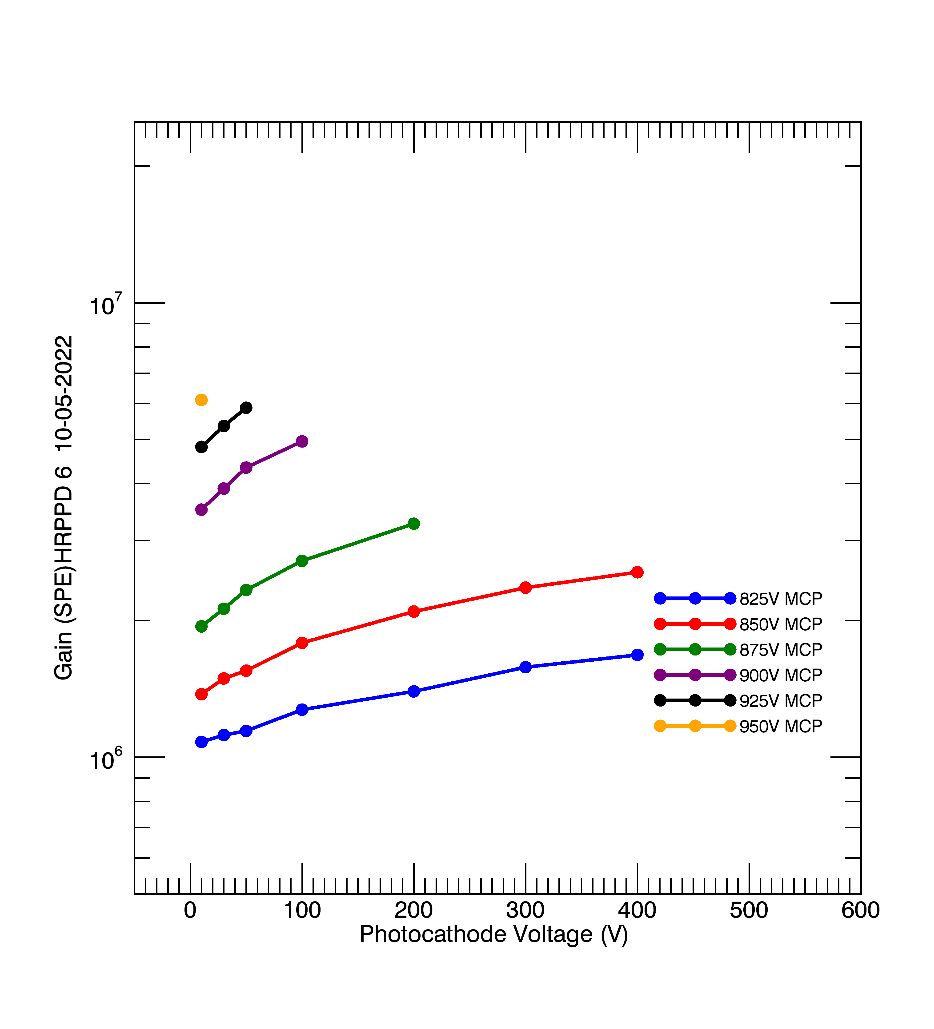 10^7
10^6
Gain (SPE)HRPPD 6 10-05-2022
825V MCP
850V MCP
875V MCP
900V MCP
925V MCP
950V MCP
0 100 200 300 400 500 600
Photocathode Voltage (V)